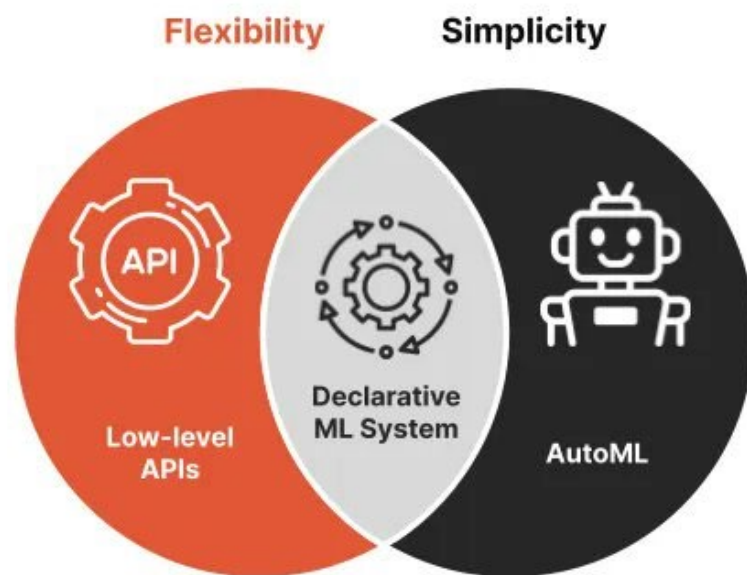 Flexibility
Simplicity
API
Low-level
APIs
Declarative
ML System
AutoML